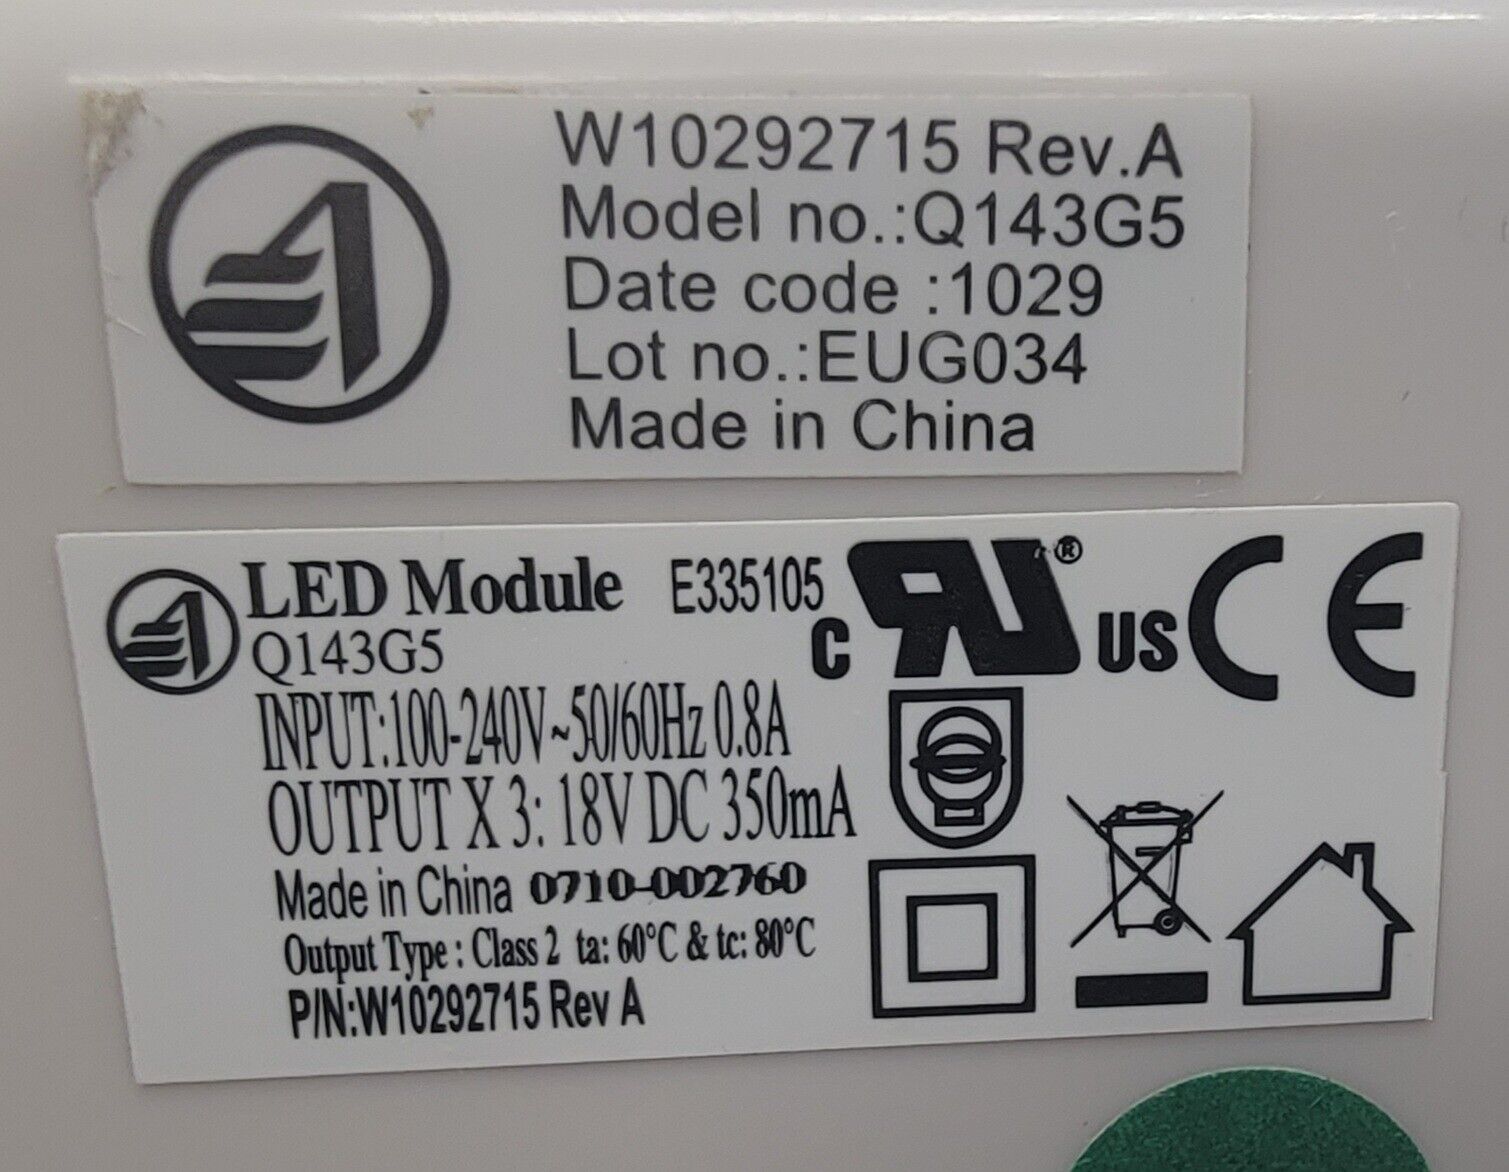 W10292715 Rev.A
Model no.:Q143G5
Date code :1029
Lot no.:EUG034
Made in China
LED Module E335105
Q143G5
C RU® US CE
INPUT:100-240V~50/60Hz 0.8A
OUTPUT X 3: 18V DC 350mA
Made in China 0710-002760
Output Type : Class 2 ta: 60°C & tc: 80°C
P/N:W10292715 Rev A